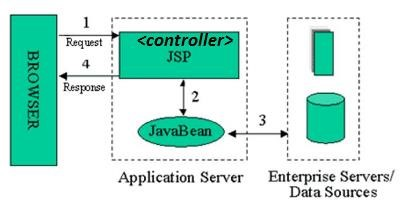 1
Request
4
Response
BROWSER
<controller>
JSP
2
JavaBean
3
Application Server
Enterprise Servers/
Data Sources